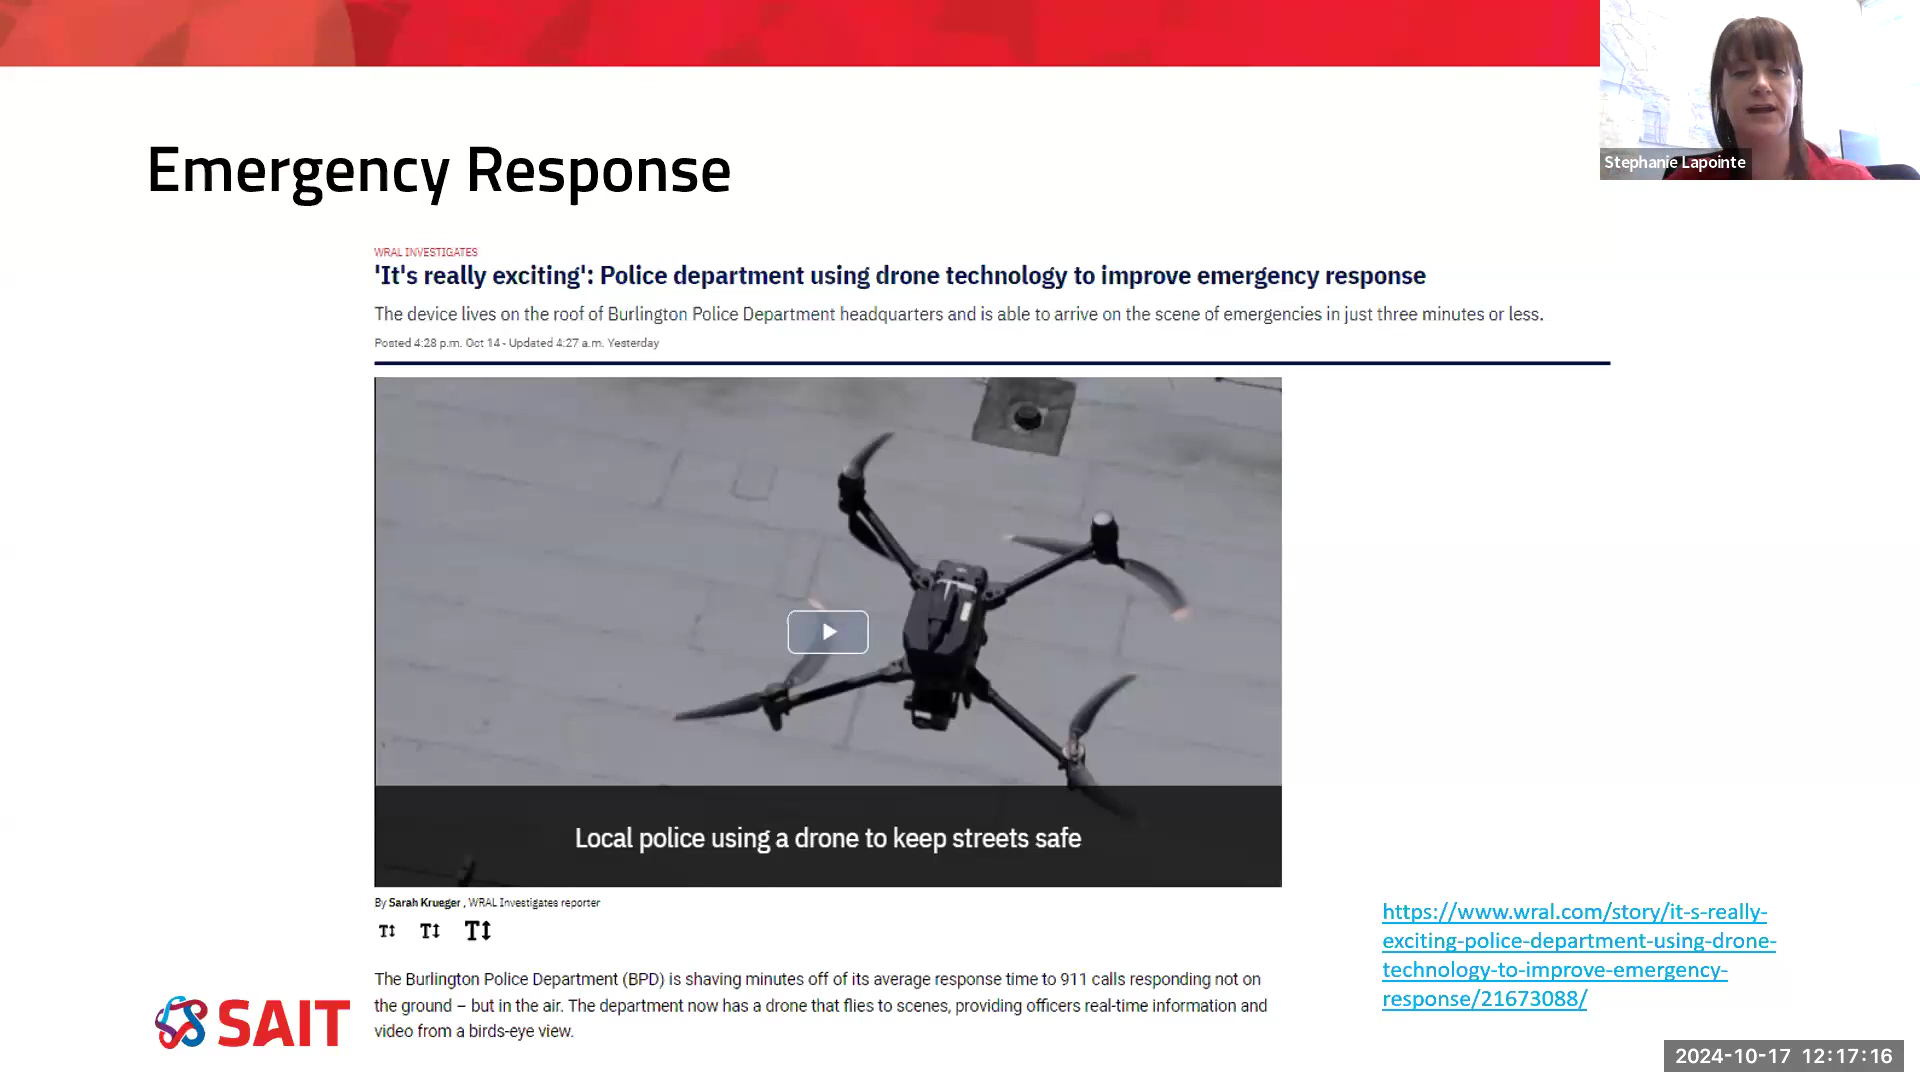 Stephanie Lapointe
Emergency Response
WRAL INVESTIGATES
'It's really exciting': Police department using drone technology to improve emergency response
The device lives on the roof of Burlington Police Department headquarters and is able to arrive on the scene of emergencies in just three minutes or less.
Posted 4:28 p.m. Oct 14 - Updated 4:27 a.m. Yesterday
Local police using a drone to keep streets safe
By Sarah Krueger , WRAL Investigates reporter
T↕ T↕ T↕
The Burlington Police Department (BPD) is shaving minutes off of its average response time to 911 calls responding not on
the ground – but in the air. The department now has a drone that flies to scenes, providing officers real-time information and
video from a birds-eye view.
https://www.wral.com/story/it-s-really-
exciting-police-department-using-drone-
technology-to-improve-emergency-
response/21673088/
SAIT
2024-10-17 12:17:16